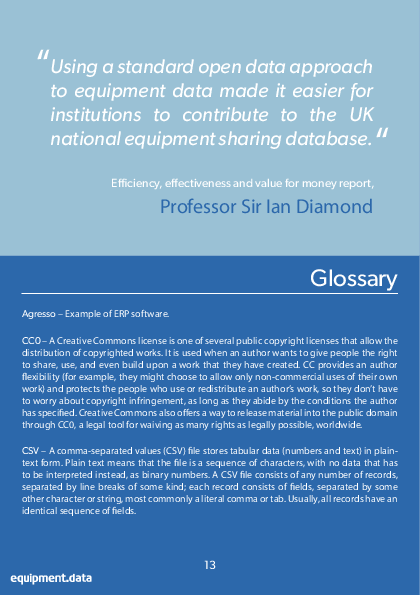 “Using a standard open data approach
to equipment data made it easier for
institutions to contribute to the UK
national equipment sharing database.“
Efficiency, effectiveness and value for money report,
Professor Sir Ian Diamond
Glossary
Agresso – Example of ERP software.
CC0 – A Creative Commons license is one of several public copyright licenses that allow the
distribution of copyrighted works. It is used when an author wants to give people the right
to share, use, and even build upon a work that they have created. CC provides an author
flexibility (for example, they might choose to allow only non-commercial uses of their own
work) and protects the people who use or redistribute an author’s work, so they don’t have
to worry about copyright infringement, as long as they abide by the conditions the author
has specified. Creative Commons also offers a way to release material into the public domain
through CC0, a legal tool for waiving as many rights as legally possible, worldwide.
CSV – A comma-separated values (CSV) file stores tabular data (numbers and text) in plain-
text form. Plain text means that the file is a sequence of characters, with no data that has
to be interpreted instead, as binary numbers. A CSV file consists of any number of records,
separated by line breaks of some kind; each record consists of fields, separated by some
other character or string, most commonly a literal comma or tab. Usually, all records have an
identical sequence of fields.
13
equipment.data